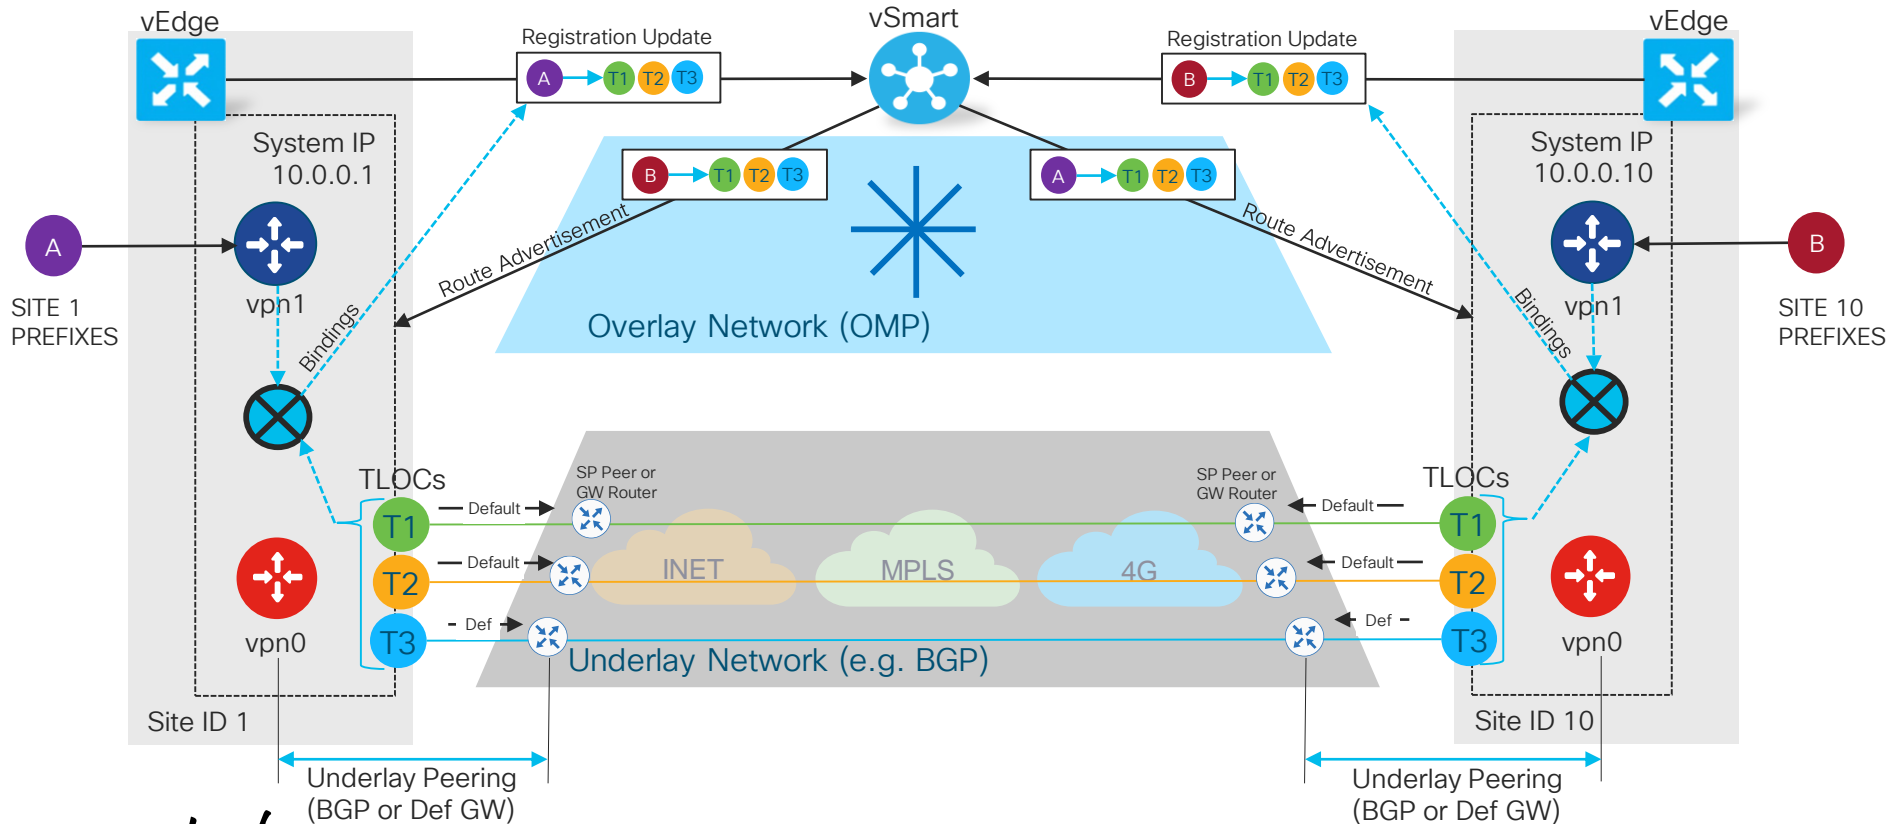 vEdge
vSmart
vEdge
Registration Update
A T1 T2 T3
Registration Update
B T1 T2 T3
System IP
10.0.0.1
System IP
10.0.0.10
B T1 T2 T3
A T1 T2 T3
Route Advertisement
Route Advertisement
A
SITE 1
PREFIXES
vpn1
Bindings
Overlay Network (OMP)
vpn1
Bindings
B
SITE 10
PREFIXES
TLOCs
T1
T2
T3
Default
Default
Def
SP Peer or
GW Router
INET
MPLS
4G
SP Peer or
GW Router
Default
Default
Def
TLOCs
T1
T2
T3
vpn0
Underlay Network (e.g. BGP)
vpn0
Site ID 1
Site ID 10
Underlay Peering
(BGP or Def GW)
Underlay Peering
(BGP or Def GW)